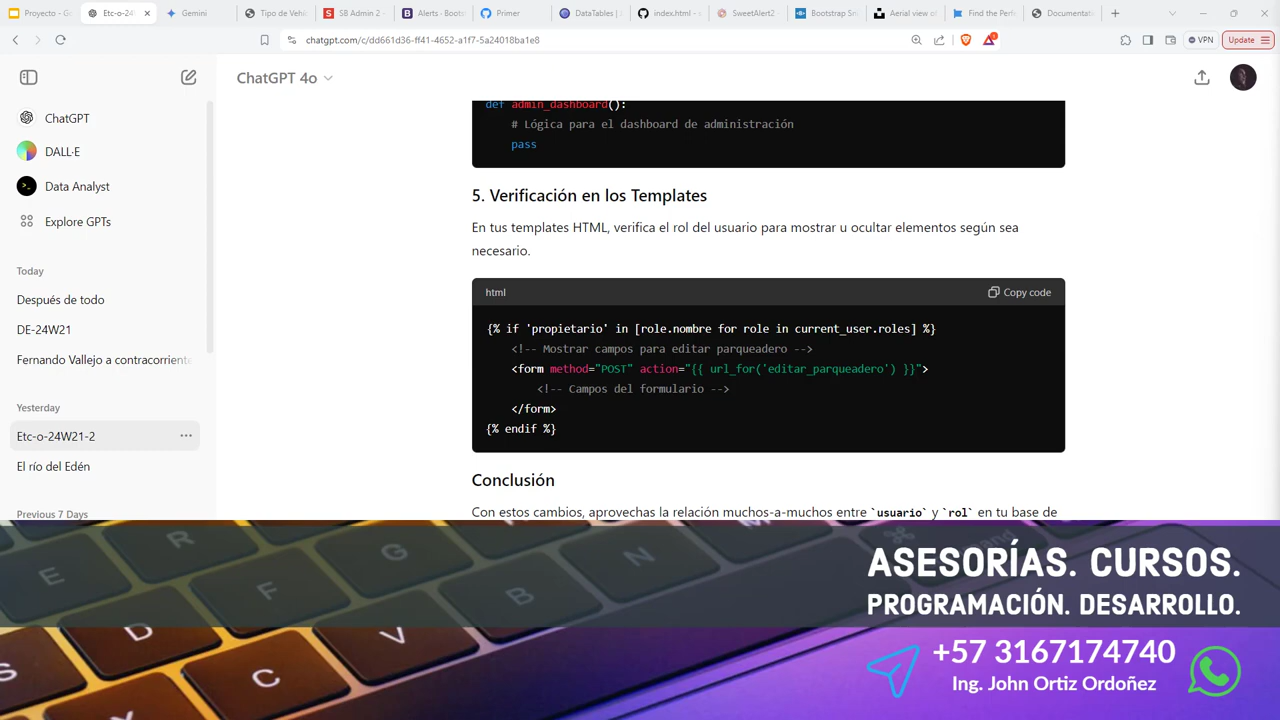 Proyecto - G
Etc-o-24
Gemini
Tipo de Vehi
SB Admin 2 -
Alerts · Boots
Primer
DataTables | J
index.html - s
SweetAlert2
Bootstrap Sni
Aerial view of
Find the Perf
Documentati
chatgpt.com/c/dd661d36-ff41-4652-a1f7-5a24018ba1e8
VPN
Update
ChatGPT 4o
ChatGPT
DALL·E
Data Analyst
Explore GPTs
Today
Después de todo
DE-24W21
Fernando Vallejo a contracorriente
Yesterday
Etc-o-24W21-2
El río del Edén
Previous 7 Days
def admin_dashboard():
# Lógica para el dashboard de administración
pass
5. Verificación en los Templates
En tus templates HTML, verifica el rol del usuario para mostrar u ocultar elementos según sea
necesario.
html
Copy code
{% if 'propietario' in [role.nombre for role in current_user.roles] %}
<!-- Mostrar campos para editar parqueadero -->
<form method="POST" action="{{ url_for('editar_parqueadero') }}">
<!-- Campos del formulario -->
</form>
{% endif %}
Conclusión
Con estos cambios, aprovechas la relación muchos-a-muchos entre `usuario` y `rol` en tu base de
E
R
F
G
B
N
D
C
V
ASESORÍAS. CURSOS.
PROGRAMACIÓN. DESARROLLO.
+57 3167174740
Ing. John Ortiz Ordoñez